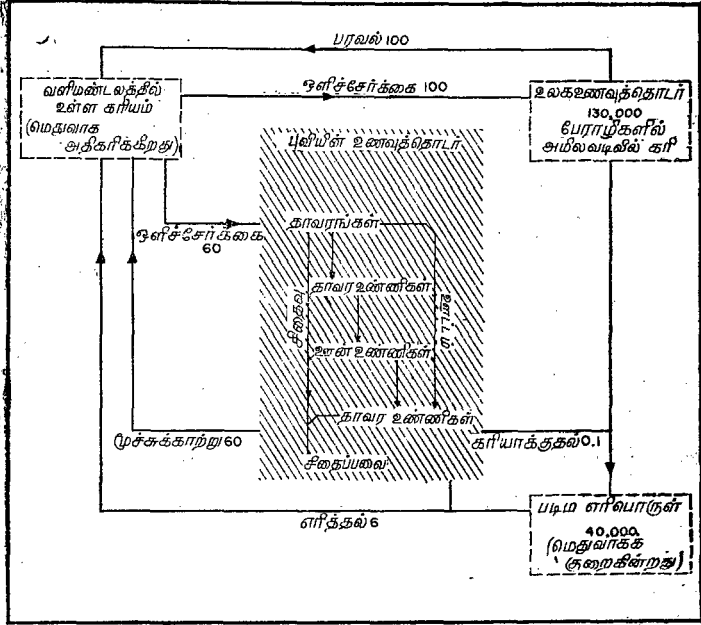 பரவல் 100
ஒளிச்சேர்க்கை 100
வளிமண்டலத்தில்
உள்ள கரியம்
(மெதுவாக
அதிகரிக்கிறது)
உலகஉணவுத்தொடர்
130,000
பேராழிகளில்
அமிலவடிவில் கரி
புவியின் உணவுத்தொடர்
ஒளிச்சேர்க்கை
60
தாவரங்கள்
தாவர உண்ணிகள்
சிதைவு
ஊட்டம்
ஊன் உண்ணிகள்
தாவர உண்ணிகள்
சிதைப்பவை
மூச்சுக்காற்று 60
கரியாக்குதல் 0.1
எரித்தல் 6
படிம எரிபொருள்
40,000.
(மெதுவாகக
குறைகின்றது)